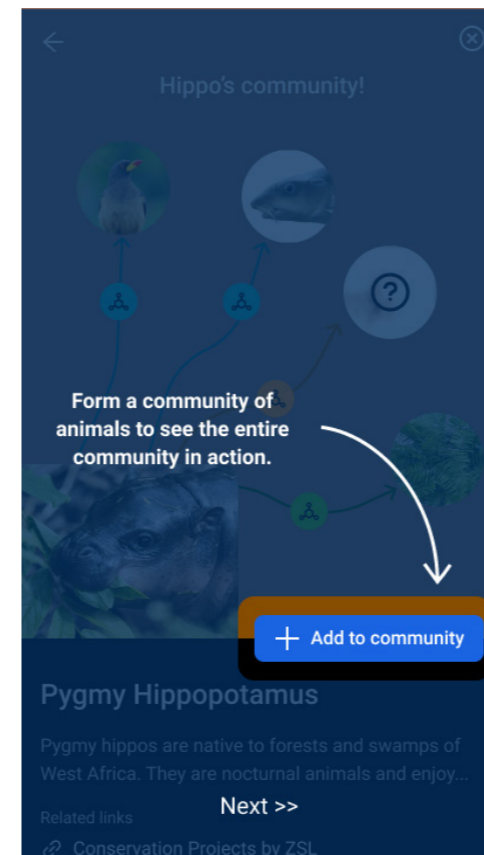 Hippo's community!
Form a community of
animals to see the entire
community in action.
Add to community
Pygmy Hippopotamus
Pygmy hippos are native to forests and swamps of
West Africa. They are nocturnal animals and enjoy...
Next >>
Related links
Conservation Projects by ZSL